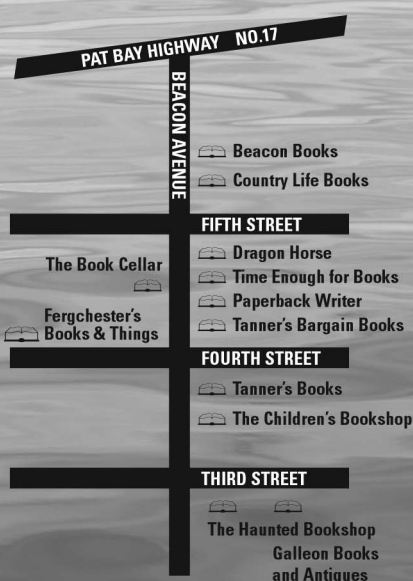 PAT BAY HIGHWAY NO.17
BEACON AVENUE
Beacon Books
Country Life Books
FIFTH STREET
The Book Cellar
Dragon Horse
Time Enough for Books
Paperback Writer
Tanner's Bargain Books
Fergchester's
Books & Things
FOURTH STREET
Tanner's Books
The Children's Bookshop
THIRD STREET
The Haunted Bookshop
Galleon Books
and Antiques